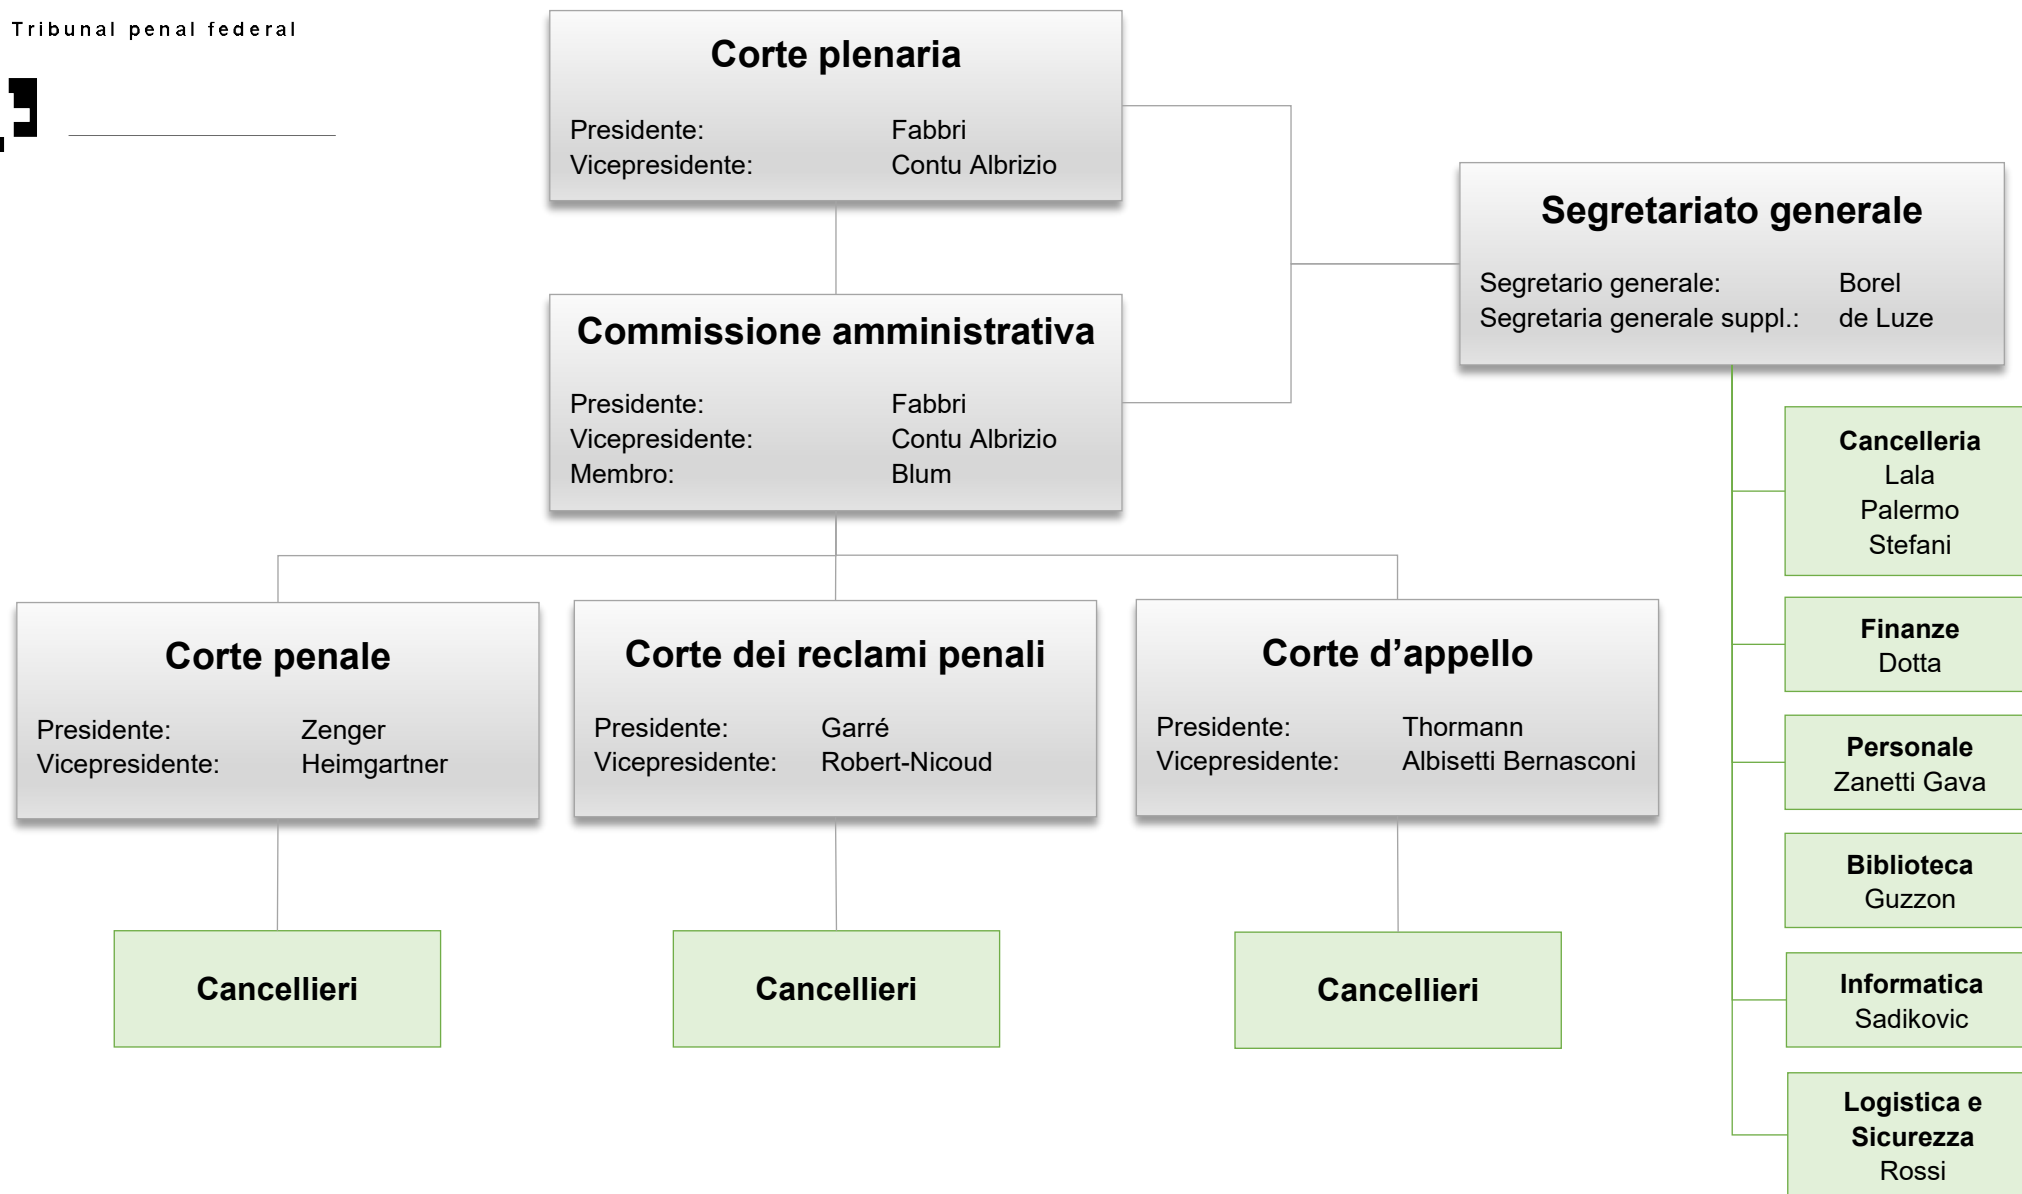 Tribunal penal federal
Corte plenaria
Presidente: Fabbri
Vicepresidente: Contu Albrizio
Segretariato generale
Segretario generale: Borel
Segretaria generale suppl.: de Luze
Commissione amministrativa
Presidente: Fabbri
Vicepresidente: Contu Albrizio
Membro: Blum
Corte penale
Presidente: Zenger
Vicepresidente: Heimgartner
Corte dei reclami penali
Presidente: Garré
Vicepresidente: Robert-Nicoud
Corte d’appello
Presidente: Thormann
Vicepresidente: Albisetti Bernasconi
Cancellieri
Cancellieri
Cancellieri
Cancelleria
Lala
Palermo
Stefani
Finanze
Dotta
Personale
Zanetti Gava
Biblioteca
Guzzon
Informatica
Sadikovic
Logistica e
Sicurezza
Rossi